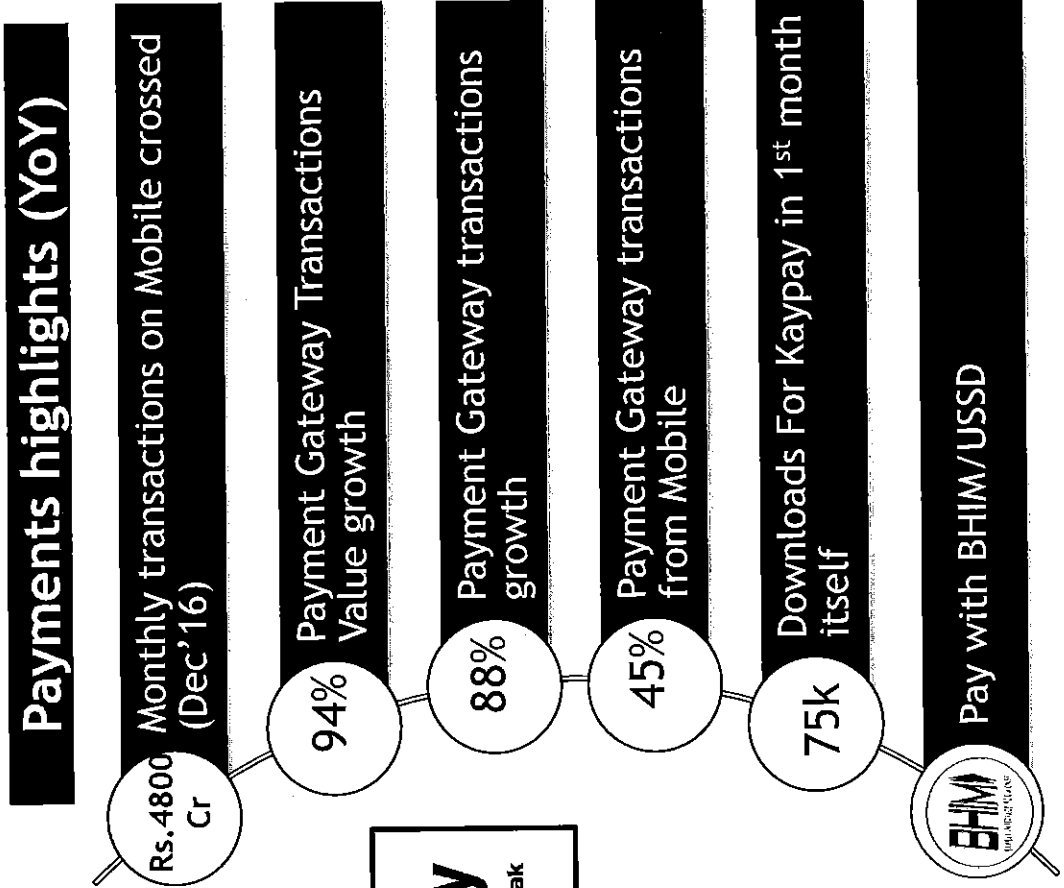 Payments highlights (YoY)
Rs.4800
Cr
Monthly transactions on Mobile crossed
(Dec'16)
94%
Payment Gateway Transactions
Value growth
88%
Payment Gateway transactions
growth
45%
Payment Gateway transactions
from Mobile
75k
Downloads For Kaypay in 1st month
itself
BHIM
Pay with BHIM/USSD
y
ak